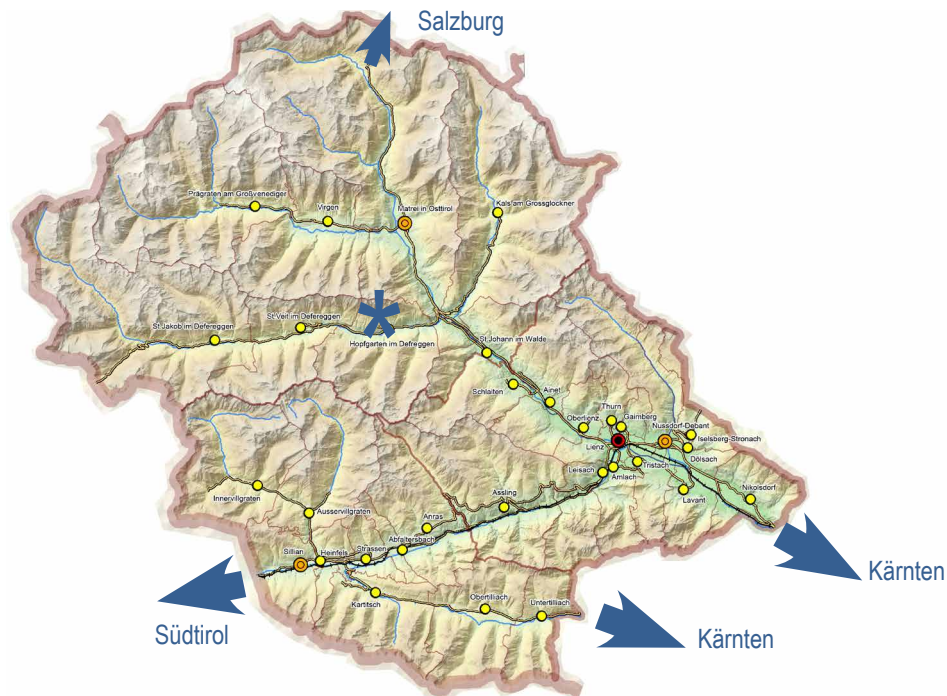 Salzburg
Prägraten am Großvenediger
Virgen
Matrei in Osttirol
Kals am Grossglockner
St.Jakob im Defereggen
St.Veit im Defereggen
Hopfgarten im Defreggen
St.Johann im Walde
Schlaiten
Ainet
Oberlienz
Thurn
Gaimberg
Nussdorf-Debant
Iselsberg-Stronach
Lienz
Dölsach
Leisach
Amlach
Tristach
Lavant
Nikolsdorf
Innervillgraten
Ausservillgraten
Assling
Anras
Abfaltersbach
Strassen
Heinfels
Sillian
Kartitsch
Obertilliach
Untertilliach
Kärnten
Südtirol
Kärnten